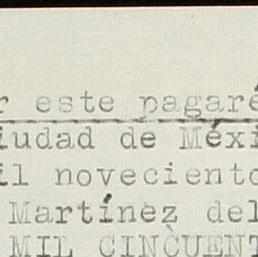 r este pagaré
iudad de Méxi
il noveciento
Martínez del
MIL CINCUENT